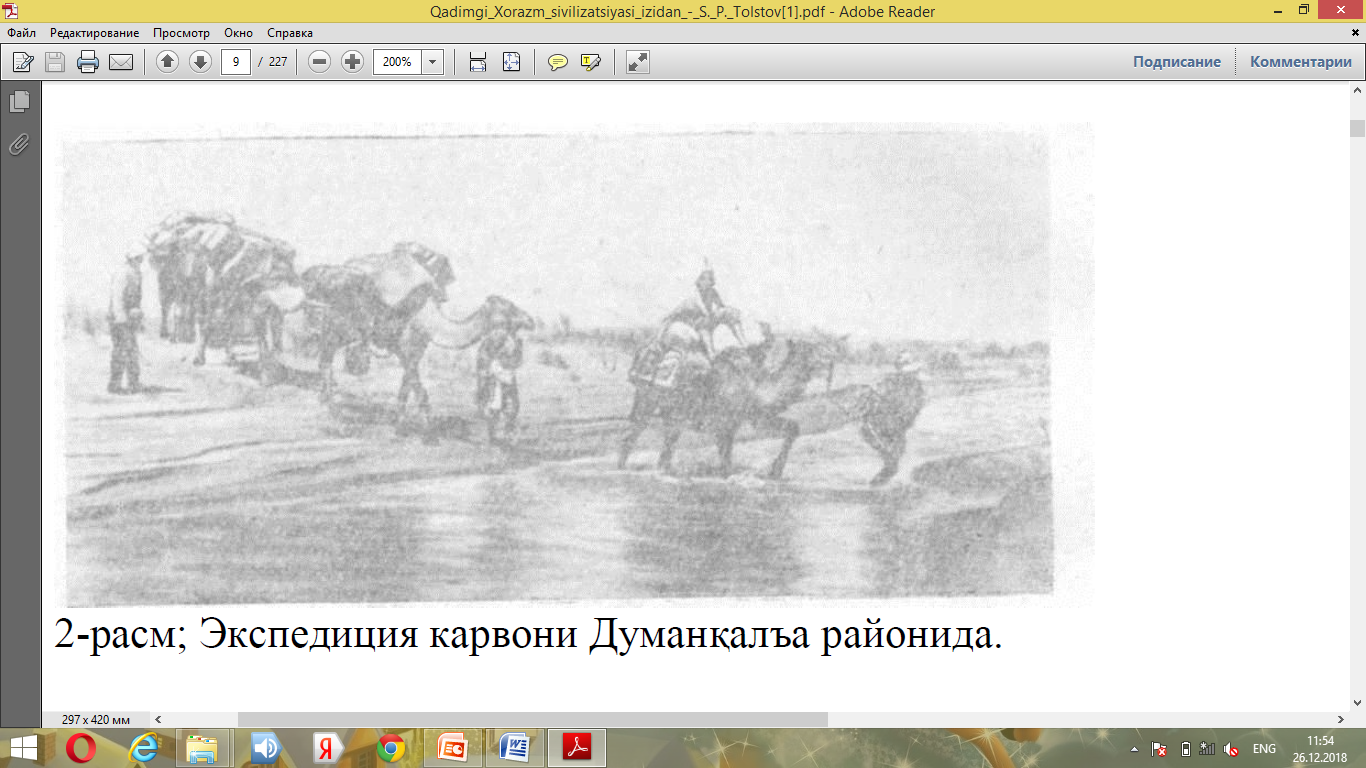 Qadimgi_Xorazm_sivilizatsiyasi_izidan_-_S._P._Tolstov[1].pdf - Adobe Reader
Файл Редактирование Просмотр Окно Справка
9 / 227 200% Подписание Комментарии
2-расм; Экспедиция карвони Думанқалъа районида.
297 x 420 мм
ENG 11:54
26.12.2018